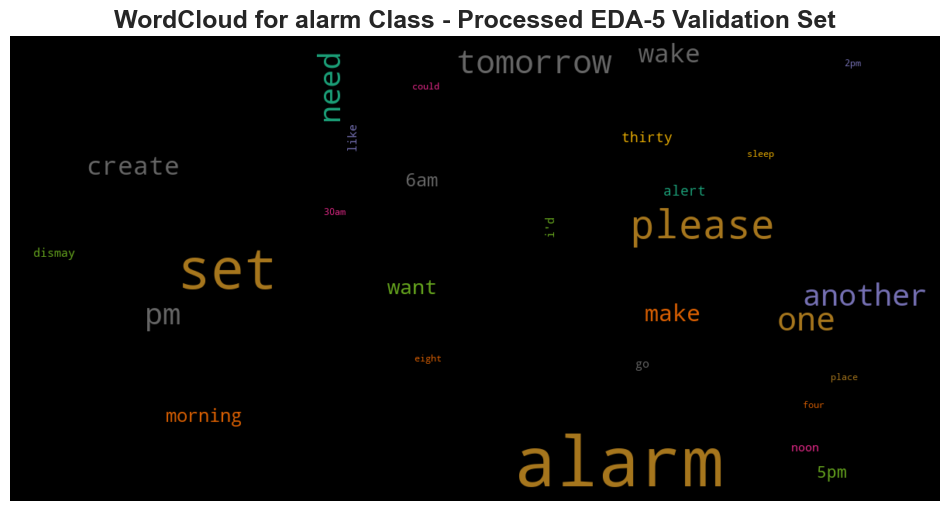 WordCloud for alarm Class - Processed EDA-5 Validation Set
tomorrow
wake
2pm
need
could
like
thirty
sleep
create
6am
alert
30am
i'd
please
dismay
set
want
another
pm
make
one
eight
go
place
morning
four
alarm
noon
5pm